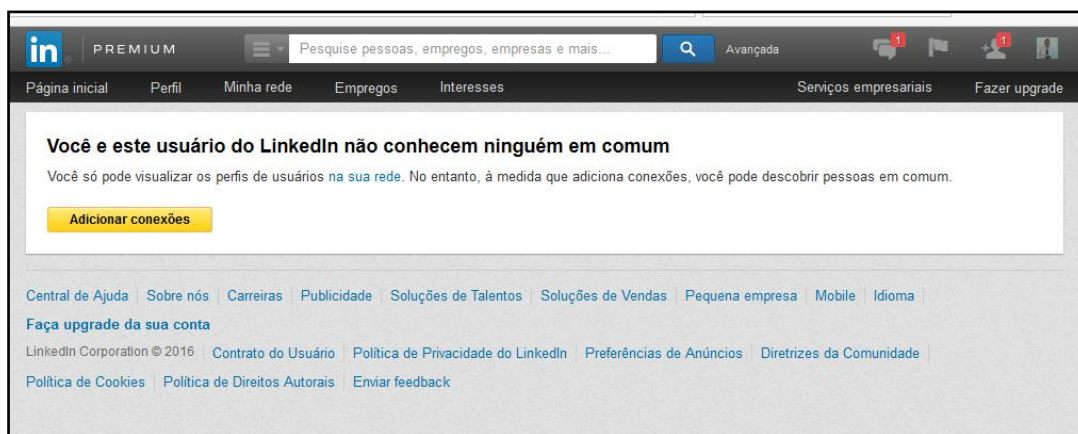 in PREMIUM Pesquise pessoas, empregos, empresas e mais... Avançada 1 1
Página inicial Perfil Minha rede Empregos Interesses Serviços empresariais Fazer upgrade
Você e este usuário do LinkedIn não conhecem ninguém em comum
Você só pode visualizar os perfis de usuários na sua rede. No entanto, à medida que adiciona conexões, você pode descobrir pessoas em comum.
Adicionar conexões
Central de Ajuda Sobre nós Carreiras Publicidade Soluções de Talentos Soluções de Vendas Pequena empresa Mobile Idioma
Faça upgrade da sua conta
LinkedIn Corporation © 2016 Contrato do Usuário Política de Privacidade do LinkedIn Preferências de Anúncios Diretrizes da Comunidade
Política de Cookies Política de Direitos Autorais Enviar feedback